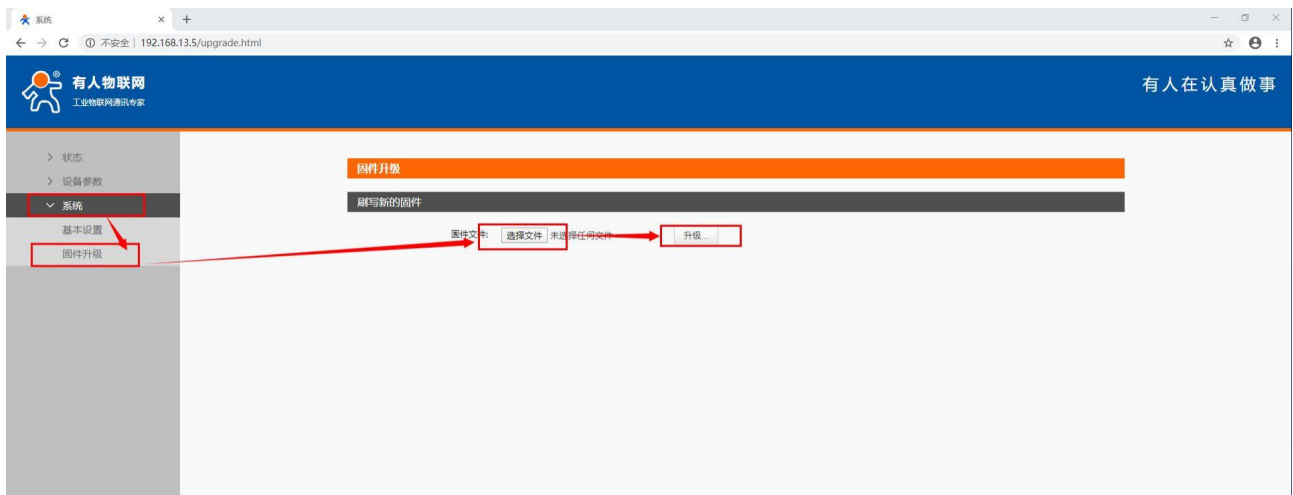 系统
不安全 | 192.168.13.5/upgrade.html
有人物联网
工业物联网通讯专家
有人在认真做事
状态
设备参数
系统
基本设置
固件升级
固件升级
刷写新的固件
固件文件: 选择文件 未选择任何文件 升级...